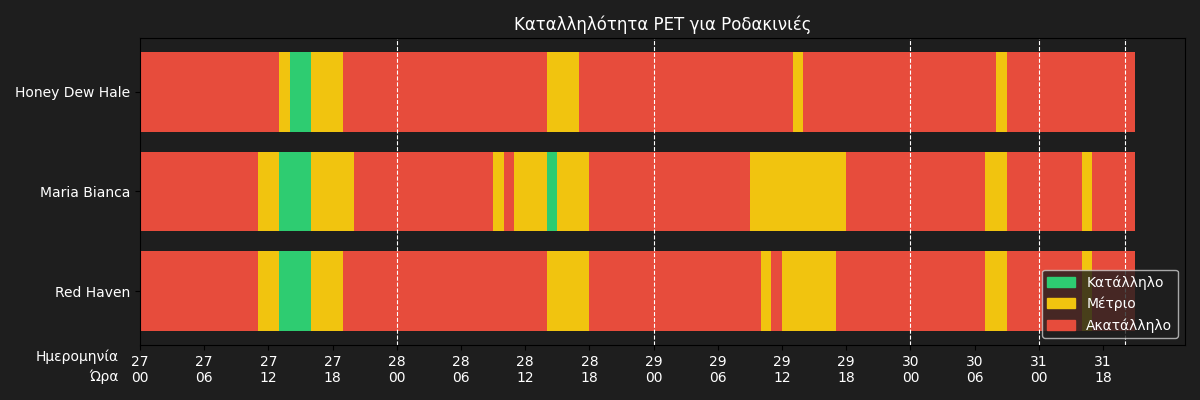 Καταλληλότητα PET για Ροδακινιές
Honey Dew Hale
Maria Bianca
Red Haven
Κατάλληλο
Μέτριο
Ακατάλληλο
Ημερομηνία 27 27 27 27 28 28 28 28 29 29 29 29 30 30 31 31
Ώρα 00 06 12 18 00 06 12 18 00 06 12 18 00 06 00 18